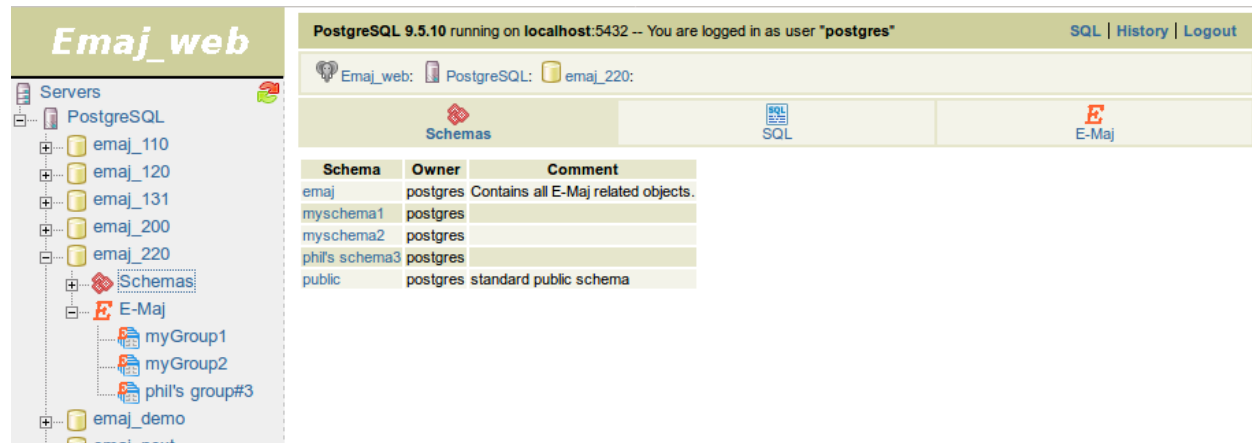 Emaj_web
Servers
PostgreSQL
emaj_110
emaj_120
emaj_131
emaj_200
emaj_220
Schemas
E-Maj
myGroup1
myGroup2
phil's group#3
emaj_demo
PostgreSQL 9.5.10 running on localhost:5432 -- You are logged in as user "postgres" SQL | History | Logout
Emaj_web: PostgreSQL: emaj_220:
Schemas SQL E-Maj
Schema Owner Comment
emaj postgres Contains all E-Maj related objects.
myschema1 postgres
myschema2 postgres
phil's schema3 postgres
public postgres standard public schema